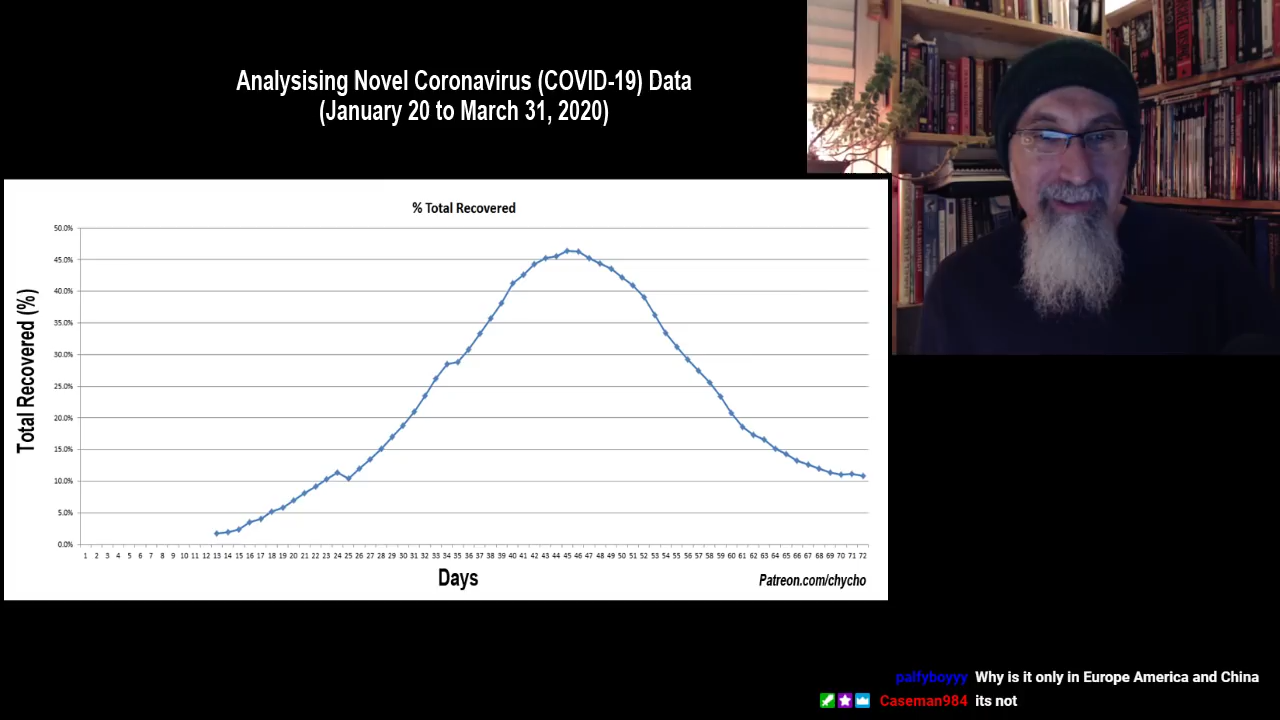 Analysising Novel Coronavirus (COVID-19) Data
(January 20 to March 31, 2020)
% Total Recovered
Total Recovered (%)
50.0%
45.0%
40.0%
35.0%
30.0%
25.0%
20.0%
15.0%
10.0%
5.0%
0.0%
1 2 3 4 5 6 7 8 9 10 11 12 13 14 15 16 17 18 19 20 21 22 23 24 25 26 27 28 29 30 31 32 33 34 35 36 37 38 39 40 41 42 43 44 45 46 47 48 49 50 51 52 53 54 55 56 57 58 59 60 61 62 63 64 65 66 67 68 69 70 71 72
Days
Patreon.com/chycho
palfyboyyy Why is it only in Europe America and China
Caseman984 its not